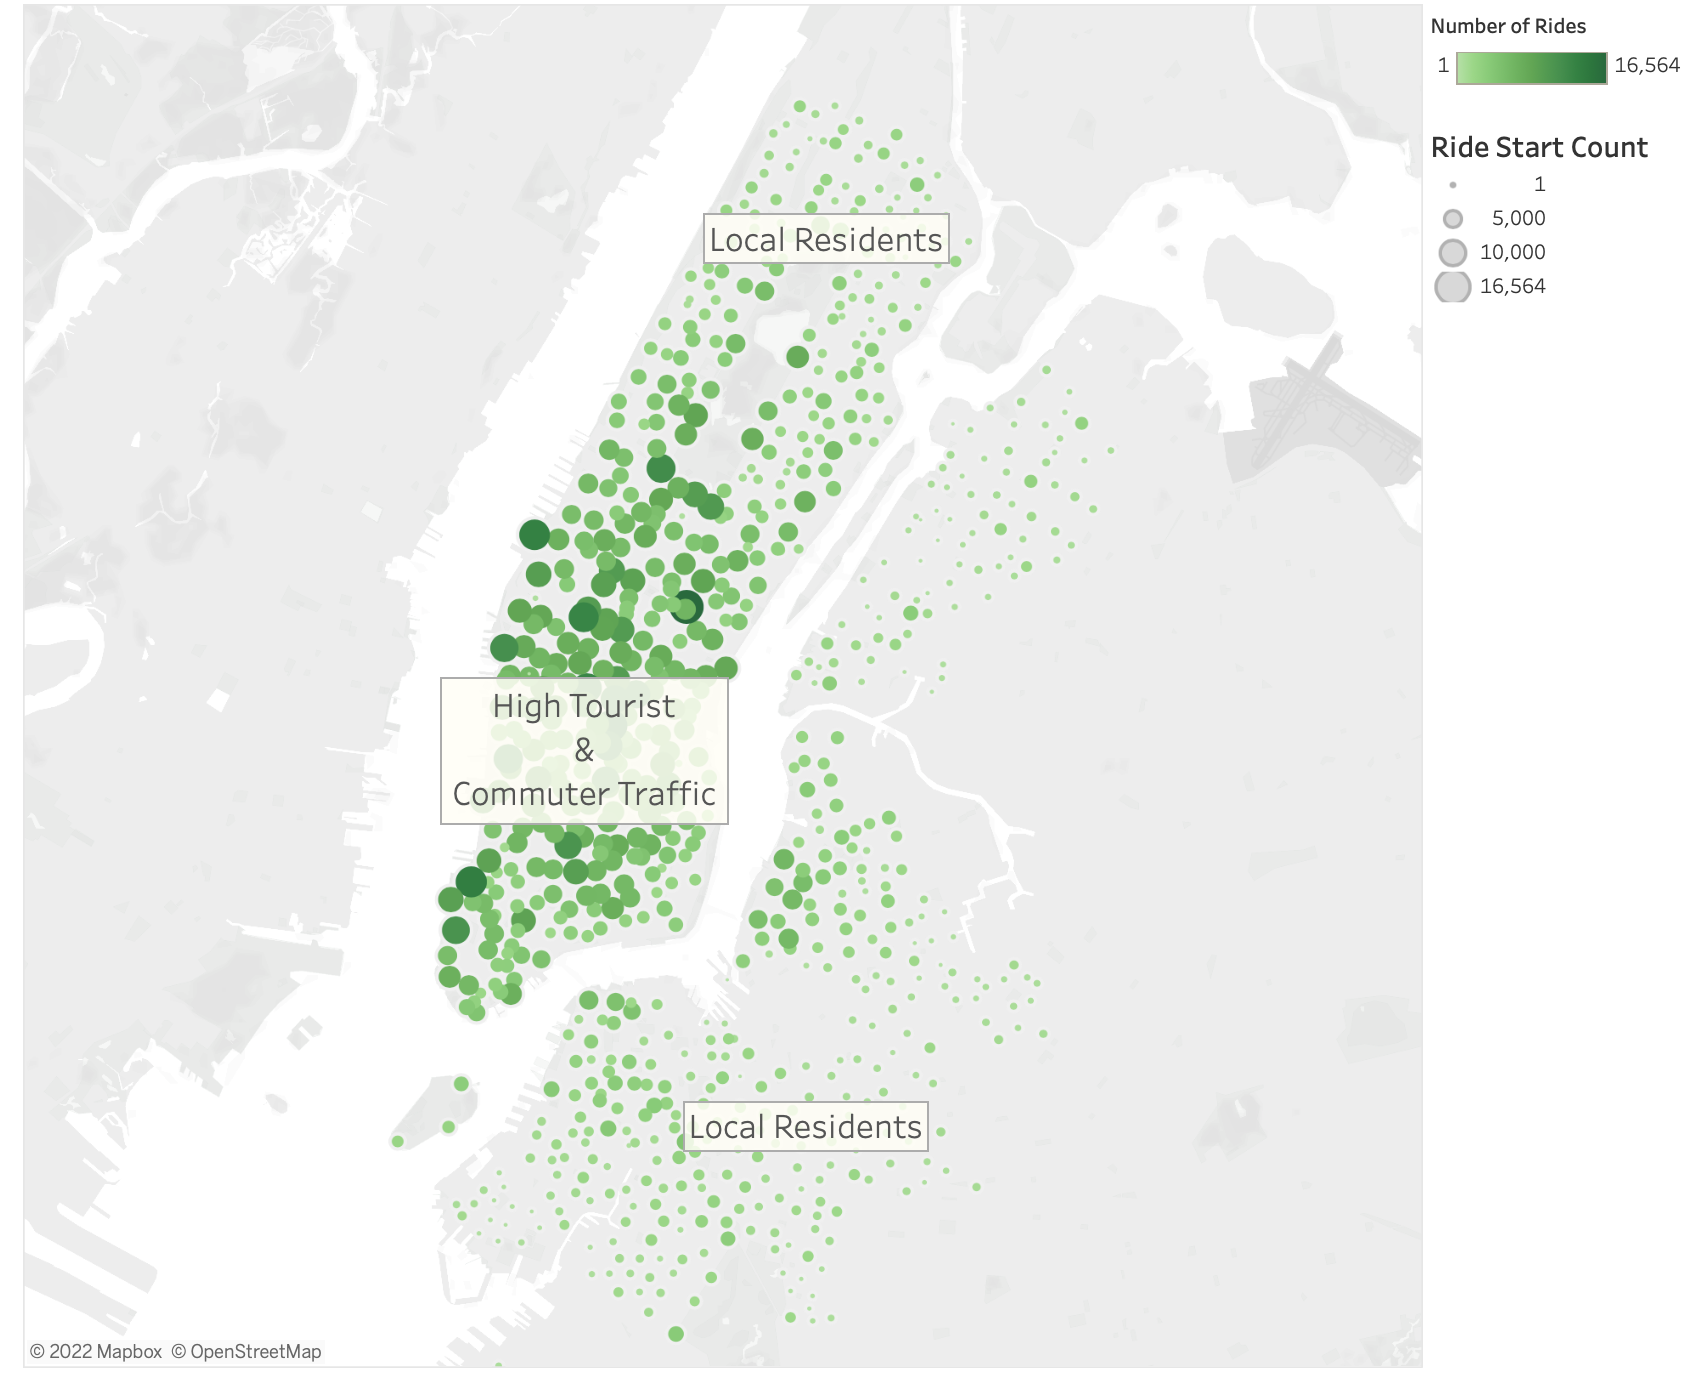 Number of Rides
1 16,564
Ride Start Count
1
5,000
10,000
16,564
Local Residents
High Tourist
&
Commuter Traffic
Local Residents
© 2022 Mapbox © OpenStreetMap